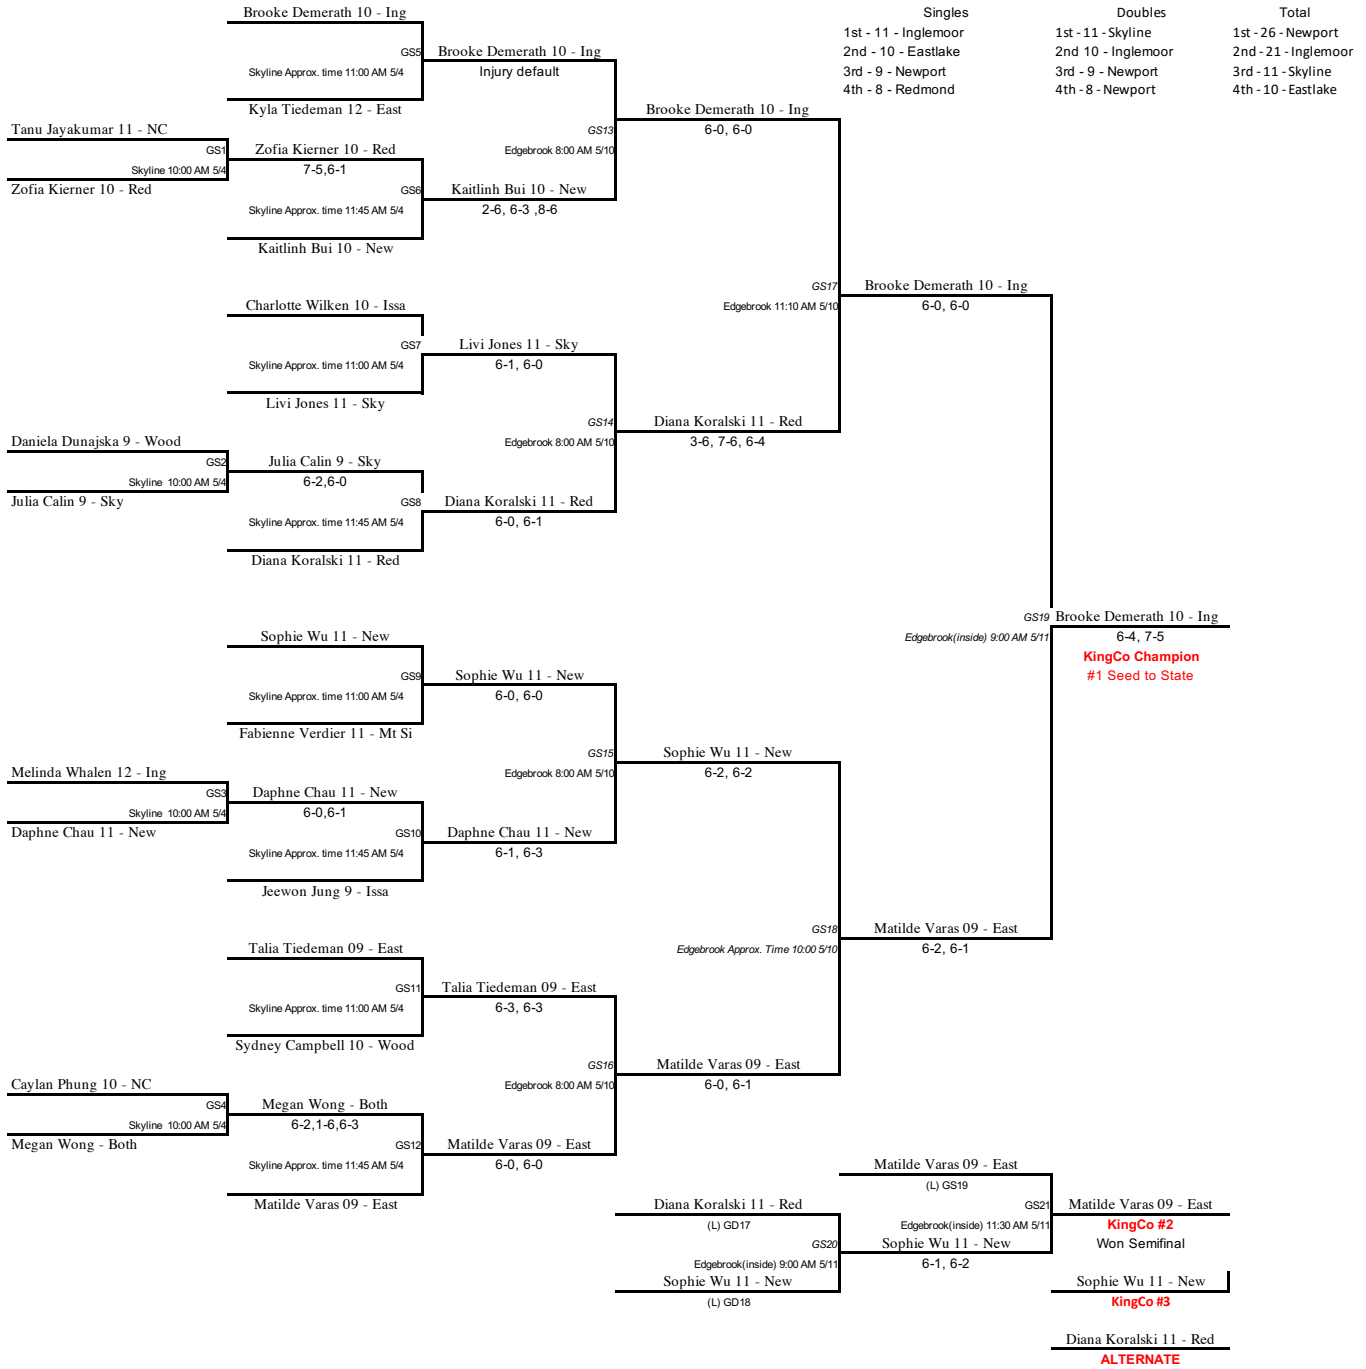 Brooke Demerath 10 - Ing
Singles Doubles Total
1st - 11 - Inglemoor 1st - 11 - Skyline 1st - 26 - Newport
GS5 Brooke Demerath 10 - Ing 2nd - 10 - Eastlake 2nd 10 - Inglemoor 2nd - 21 - Inglemoor
Skyline Approx. time 11:00 AM 5/4 Injury default 3rd - 9 - Newport 3rd - 9 - Newport 3rd - 11 - Skyline
4th - 8 - Redmond 4th - 8 - Newport 4th - 10 - Eastlake
Kyla Tiedeman 12 - East Brooke Demerath 10 - Ing
Tanu Jayakumar 11 - NC GS13 6-0, 6-0
GS1 Zofia Kierner 10 - Red Edgebrook 8:00 AM 5/10
Skyline 10:00 AM 5/4 7-5,6-1
Zofia Kierner 10 - Red GS6 Kaitlinh Bui 10 - New
Skyline Approx. time 11:45 AM 5/4 2-6, 6-3 ,8-6
Kaitlinh Bui 10 - New
GS17 Brooke Demerath 10 - Ing
Charlotte Wilken 10 - Issa Edgebrook 11:10 AM 5/10 6-0, 6-0
GS7 Livi Jones 11 - Sky
Skyline Approx. time 11:00 AM 5/4 6-1, 6-0
Livi Jones 11 - Sky
GS14 Diana Koralski 11 - Red
Daniela Dunajska 9 - Wood Edgebrook 8:00 AM 5/10 3-6, 7-6, 6-4
GS2 Julia Calin 9 - Sky
Skyline 10:00 AM 5/4 6-2,6-0
Julia Calin 9 - Sky GS8 Diana Koralski 11 - Red
Skyline Approx. time 11:45 AM 5/4 6-0, 6-1
Diana Koralski 11 - Red
GS19 Brooke Demerath 10 - Ing
Sophie Wu 11 - New Edgebrook(inside) 9:00 AM 5/11 6-4, 7-5
KingCo Champion
GS9 Sophie Wu 11 - New #1 Seed to State
Skyline Approx. time 11:00 AM 5/4 6-0, 6-0
Fabienne Verdier 11 - Mt Si
GS15 Sophie Wu 11 - New
Melinda Whalen 12 - Ing Edgebrook 8:00 AM 5/10 6-2, 6-2
GS3 Daphne Chau 11 - New
Skyline 10:00 AM 5/4 6-0,6-1
Daphne Chau 11 - New GS10 Daphne Chau 11 - New
Skyline Approx. time 11:45 AM 5/4 6-1, 6-3
Jeewon Jung 9 - Issa
GS18 Matilde Varas 09 - East
Talia Tiedeman 09 - East Edgebrook Approx. Time 10:00 5/10 6-2, 6-1
GS11 Talia Tiedeman 09 - East
Skyline Approx. time 11:00 AM 5/4 6-3, 6-3
Sydney Campbell 10 - Wood
GS16 Matilde Varas 09 - East
Caylan Phung 10 - NC Edgebrook 8:00 AM 5/10 6-0, 6-1
GS4 Megan Wong - Both
Skyline 10:00 AM 5/4 6-2,1-6,6-3
Megan Wong - Both GS12 Matilde Varas 09 - East
Skyline Approx. time 11:45 AM 5/4 6-0, 6-0 Matilde Varas 09 - East
(L) GS19
Matilde Varas 09 - East Diana Koralski 11 - Red GS21 Matilde Varas 09 - East
(L) GD17 Edgebrook(inside) 11:30 AM 5/11 KingCo #2
GS20 Sophie Wu 11 - New Won Semifinal
Edgebrook(inside) 9:00 AM 5/11 6-1, 6-2
Sophie Wu 11 - New Sophie Wu 11 - New
(L) GD18 KingCo #3
Diana Koralski 11 - Red
ALTERNATE